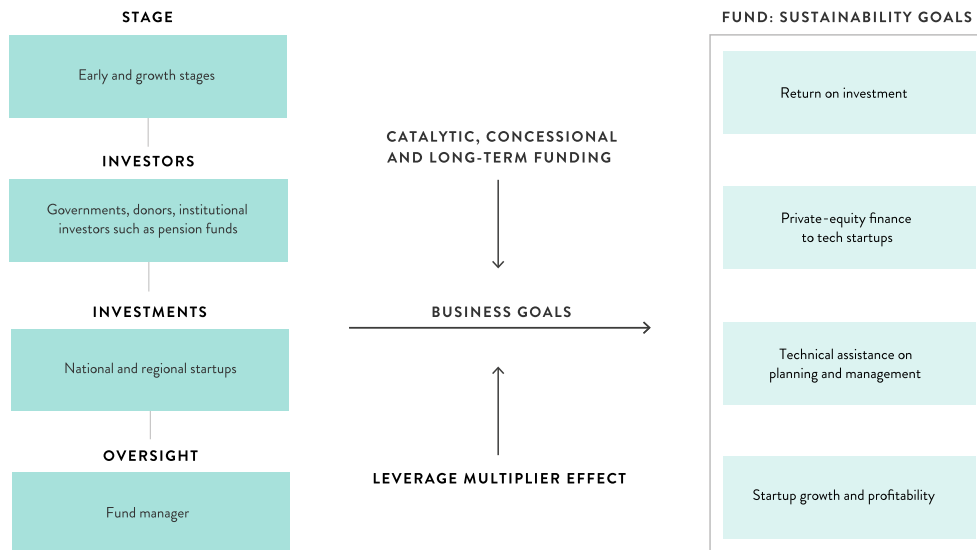 STAGE
Early and growth stages
INVESTORS
Governments, donors, institutional
investors such as pension funds
INVESTMENTS
National and regional startups
OVERSIGHT
Fund manager
CATALYTIC, CONCESSIONAL
AND LONG-TERM FUNDING
BUSINESS GOALS
LEVERAGE MULTIPLIER EFFECT
FUND: SUSTAINABILITY GOALS
Return on investment
Private-equity finance
to tech startups
Technical assistance on
planning and management
Startup growth and profitability